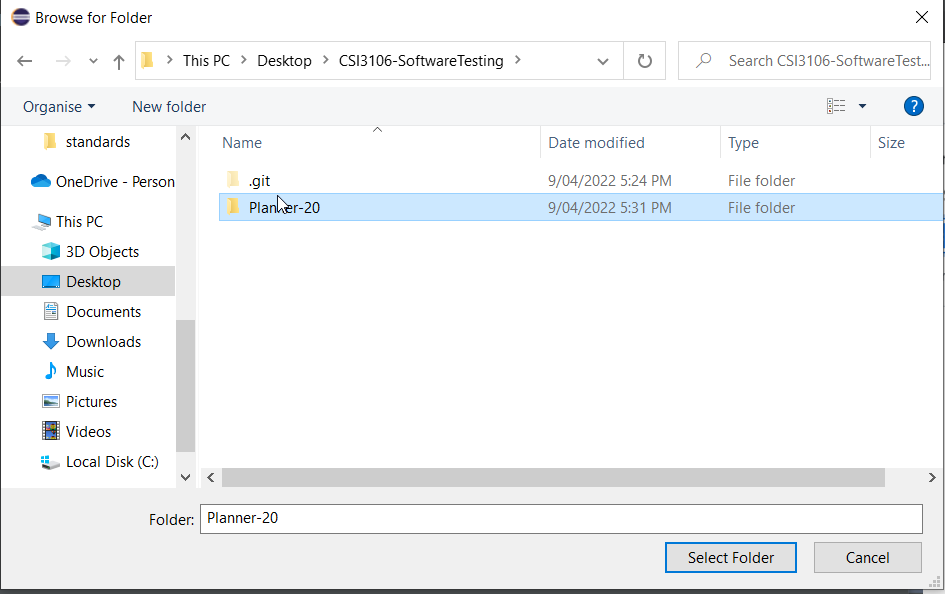 Browse for Folder
This PC Desktop CSI3106-SoftwareTesting
Search CSI3106-SoftwareTest...
Organise
New folder
?
standards
OneDrive - Person
This PC
3D Objects
Desktop
Documents
Downloads
Music
Pictures
Videos
Local Disk (C:)
Name Date modified Type Size
.git 9/04/2022 5:24 PM File folder
Planner-20 9/04/2022 5:31 PM File folder
Folder: Planner-20
Select Folder Cancel